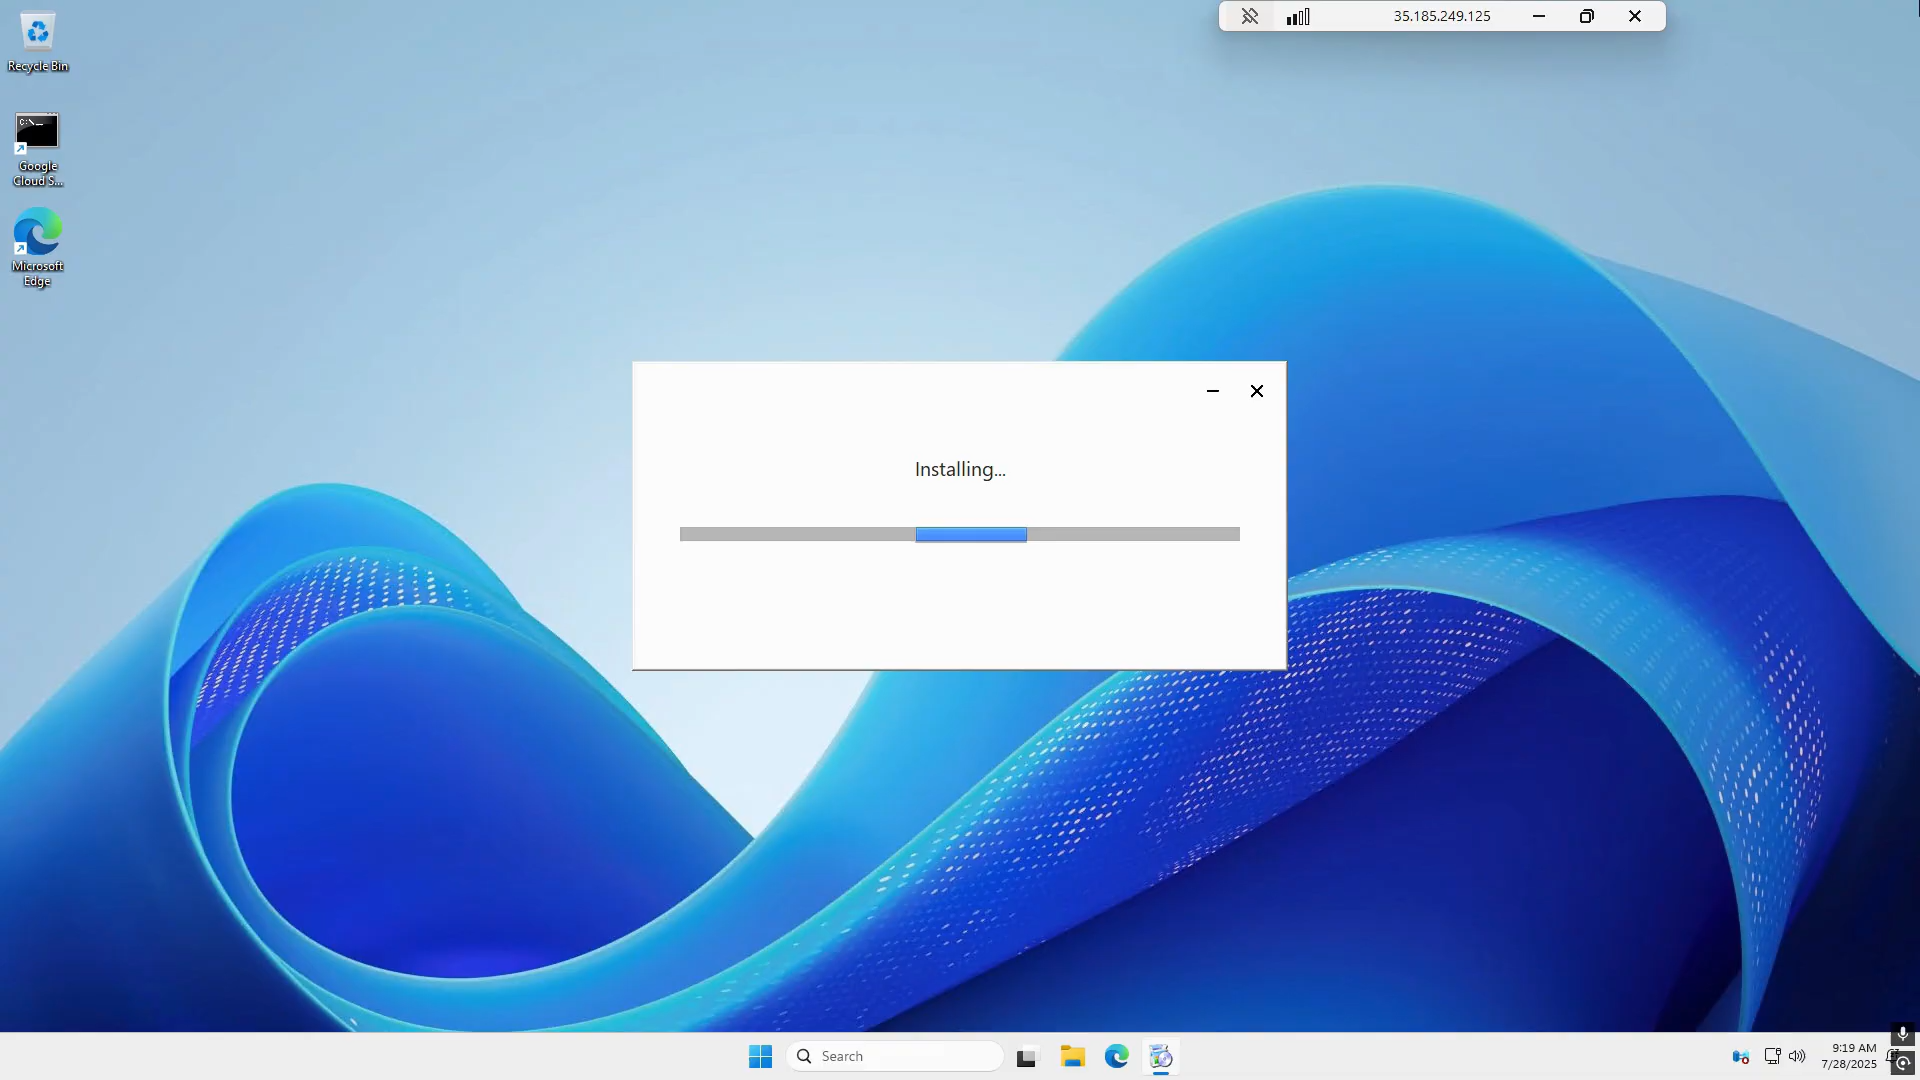 35.185.249.125
Recycle Bin
Google
Cloud S...
Microsoft
Edge
Installing...
Search
9:19 AM
7/28/2025